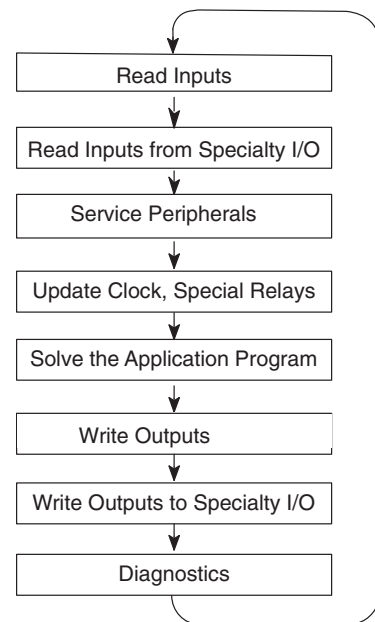 Read Inputs
Read Inputs from Specialty I/O
Service Peripherals
Update Clock, Special Relays
Solve the Application Program
Write Outputs
Write Outputs to Specialty I/O
Diagnostics